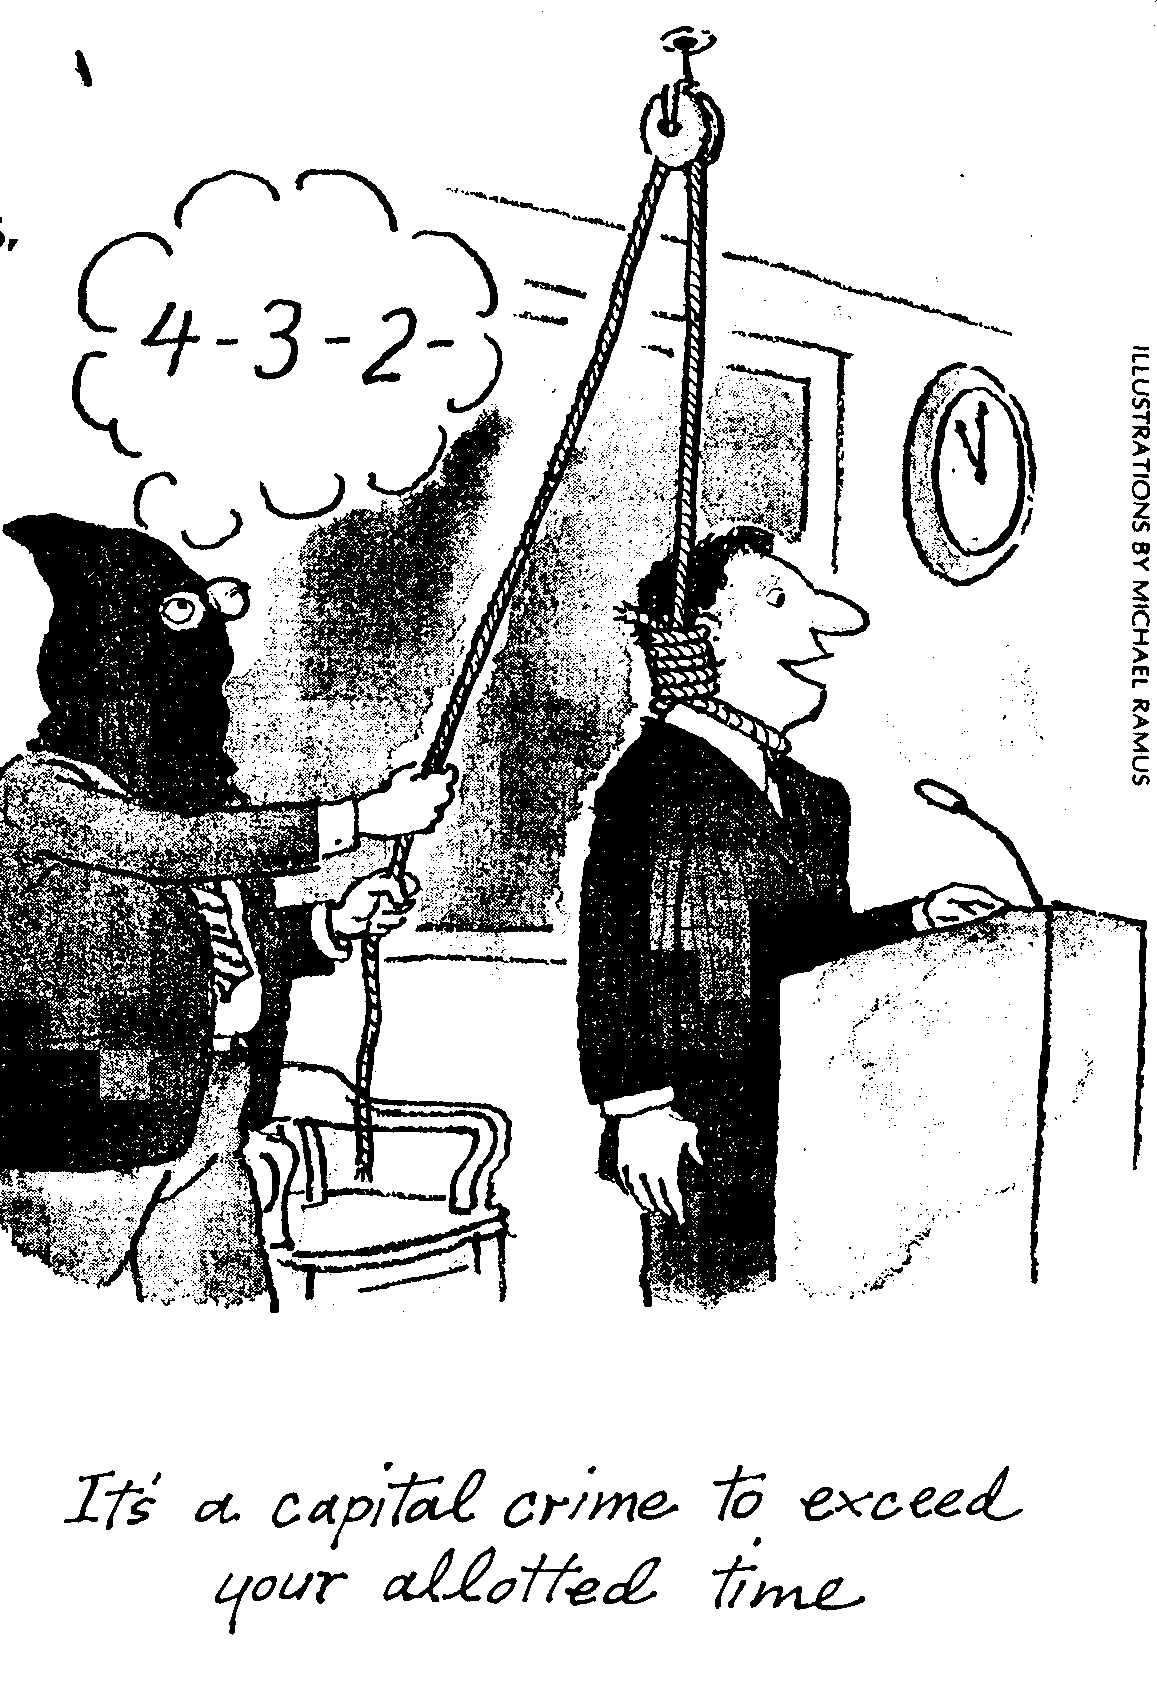 4-3-2-
ILLUSTRATIONS BY MICHAEL RAMUS
It's a capital crime to exceed
your allotted time